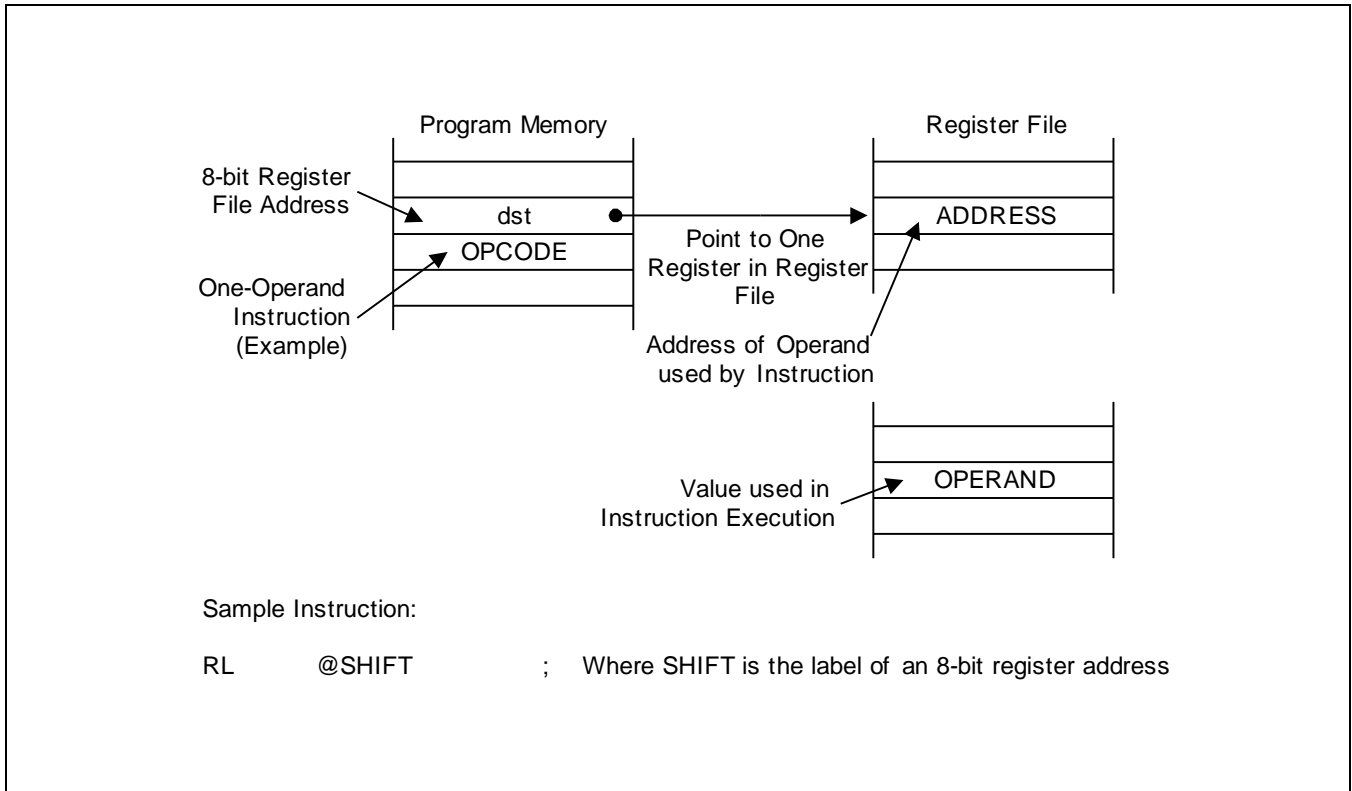 Program Memory
Register File
8-bit Register
File Address
dst
ADDRESS
OPCODE
Point to One
Register in Register
File
One-Operand
Instruction
(Example)
Address of Operand
used by Instruction
OPERAND
Value used in
Instruction Execution
Sample Instruction:
RL @SHIFT ; Where SHIFT is the label of an 8-bit register address